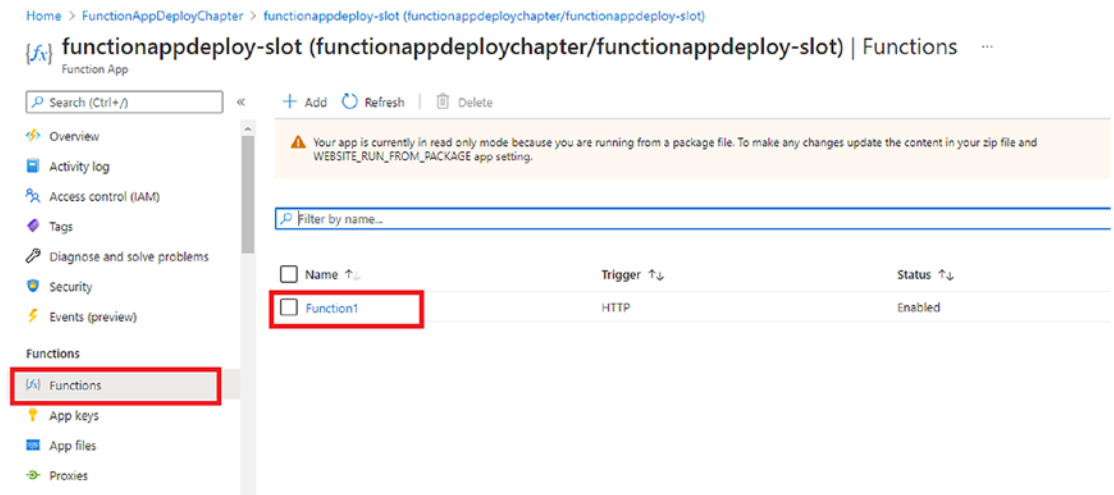 Home > FunctionAppDeployChapter > functionappdeploy-slot (functionappdeploychapter/functionappdeploy-slot)
functionappdeploy-slot (functionappdeploychapter/functionappdeploy-slot) | Functions ...
Function App
Search (Ctrl+/)
«
+ Add Refresh | Delete
Overview
Activity log
Access control (IAM)
Tags
Diagnose and solve problems
Security
Events (preview)
Functions
Functions
App keys
App files
Proxies
Your app is currently in read only mode because you are running from a package file. To make any changes update the content in your zip file and
WEBSITE_RUN_FROM_PACKAGE app setting.
Filter by name...
Name ↑↓ Trigger ↑↓ Status ↑↓
Function1 HTTP Enabled